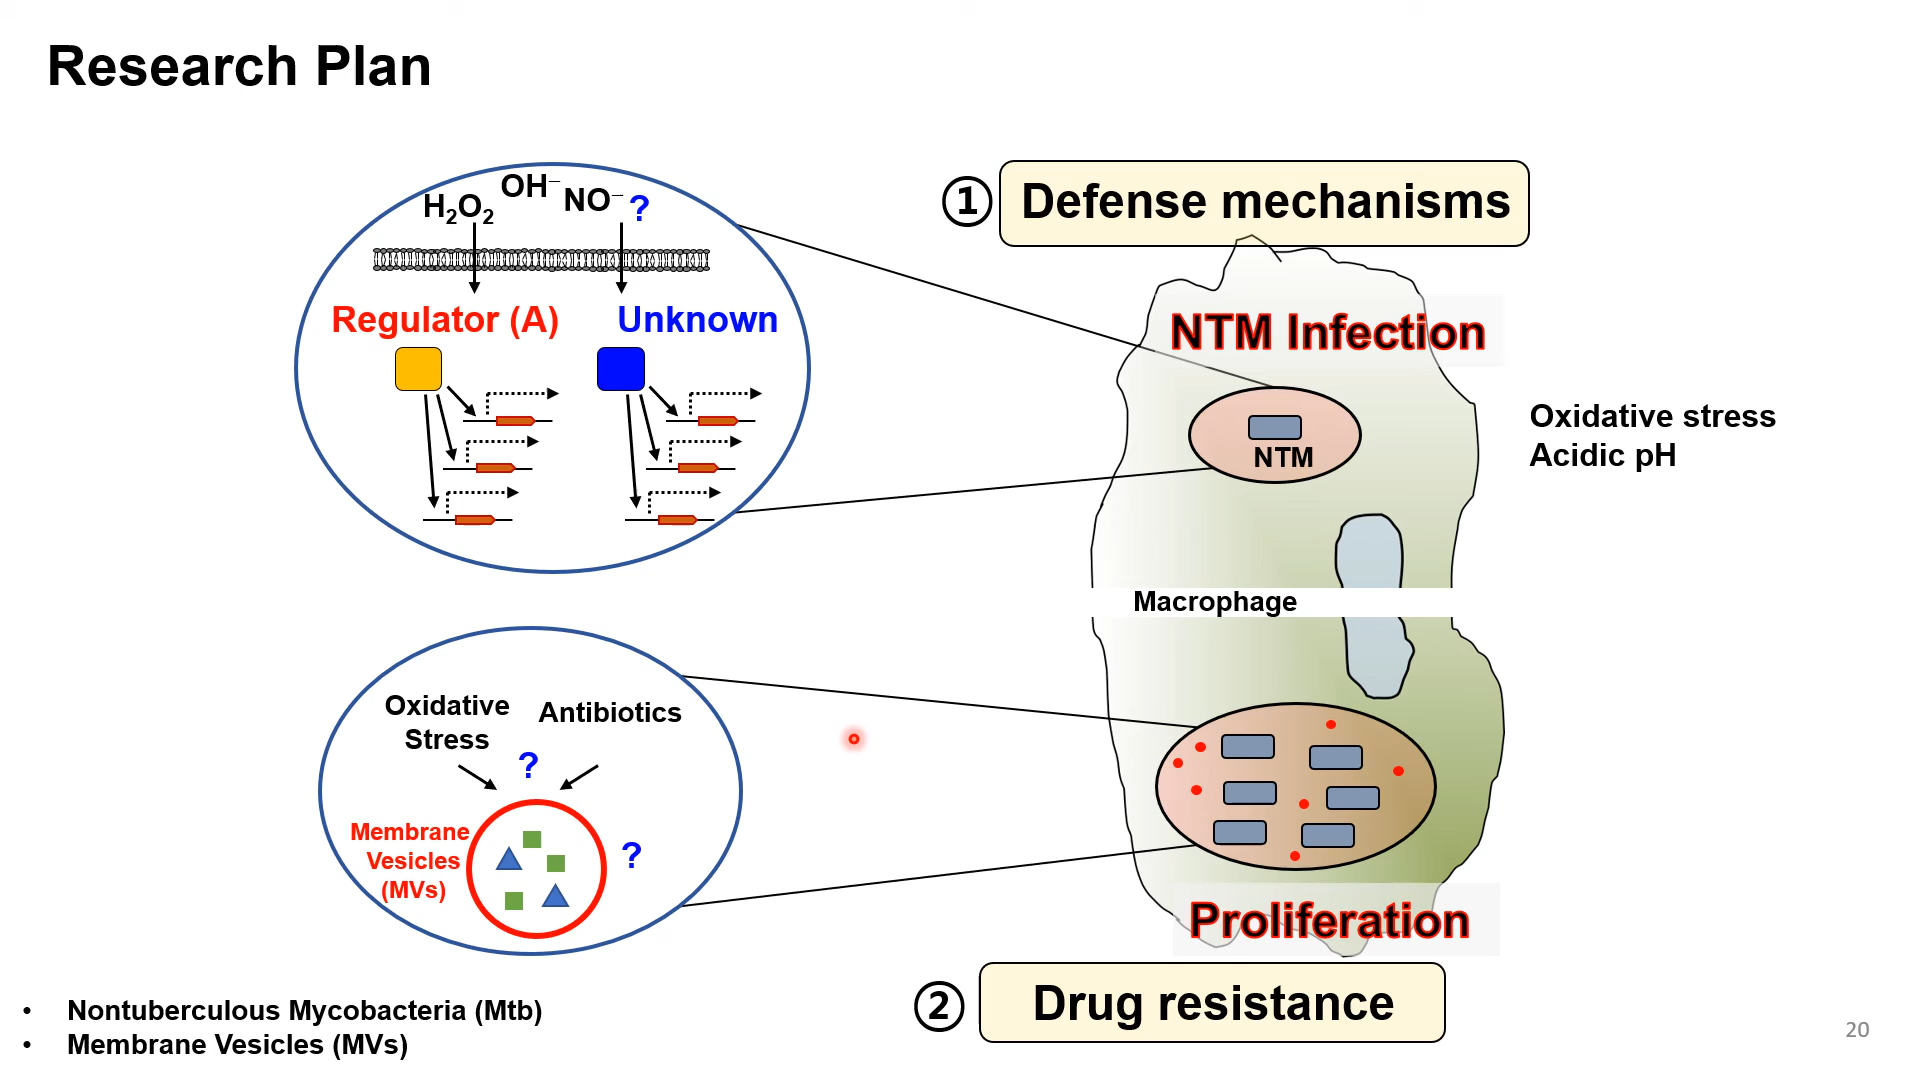 Research Plan
① Defense mechanisms
H₂O₂ OH⁻ NO⁻ ?
Regulator (A) Unknown
NTM Infection
NTM
Oxidative stress
Acidic pH
Macrophage
Oxidative
Stress
Antibiotics
?
Membrane
Vesicles
(MVs)
?
Proliferation
② Drug resistance
• Nontuberculous Mycobacteria (Mtb)
• Membrane Vesicles (MVs)
20